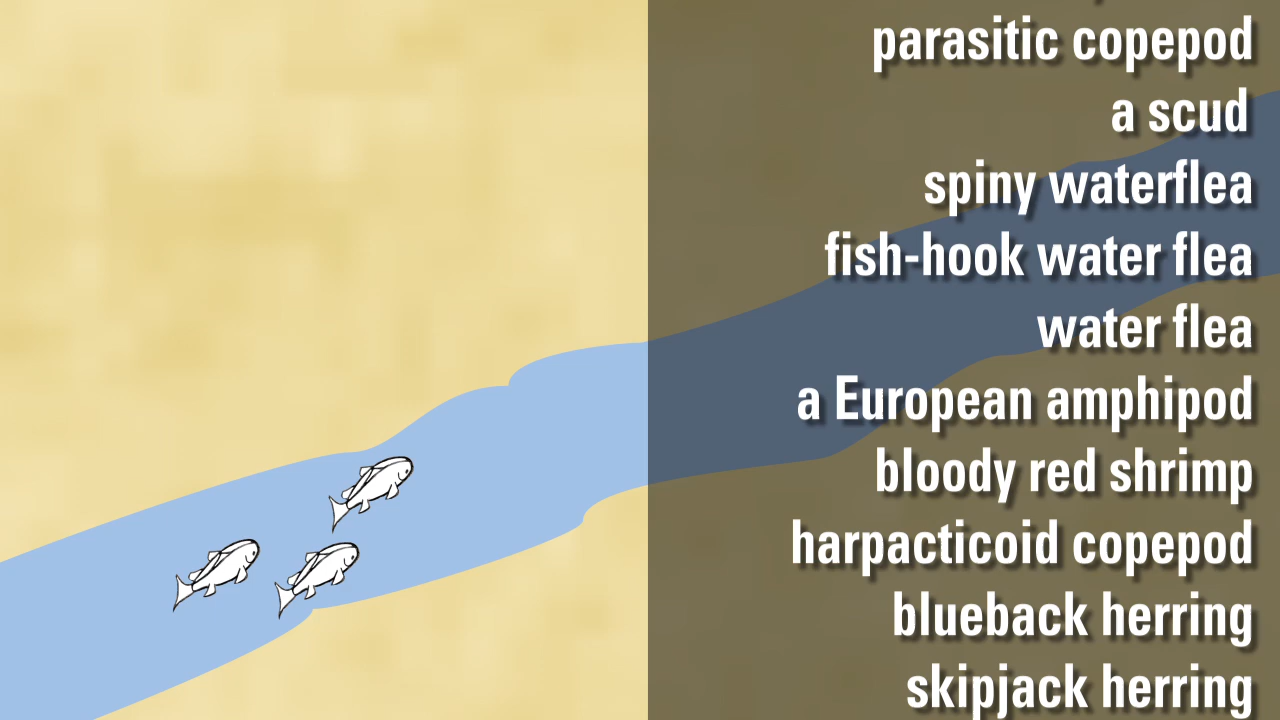 parasitic copepod
a scud
spiny waterflea
fish-hook water flea
water flea
a European amphipod
bloody red shrimp
harpacticoid copepod
blueback herring
skipjack herring